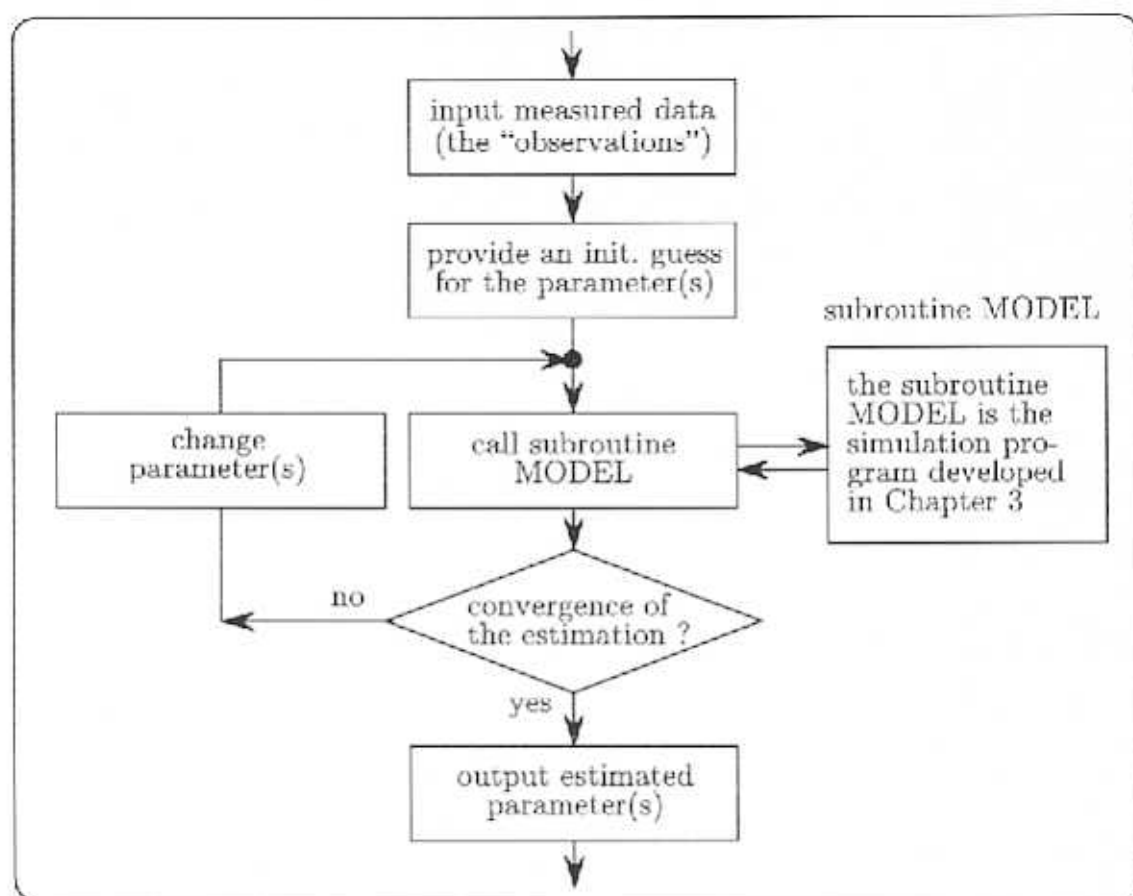 input measured data
(the “observations”)
provide an init. guess
for the parameter(s)
subroutine MODEL
the subroutine
MODEL is the
simulation pro-
gram developed
in Chapter 3
change
parameter(s)
call subroutine
MODEL
no
convergence of
the estimation ?
yes
output estimated
parameter(s)